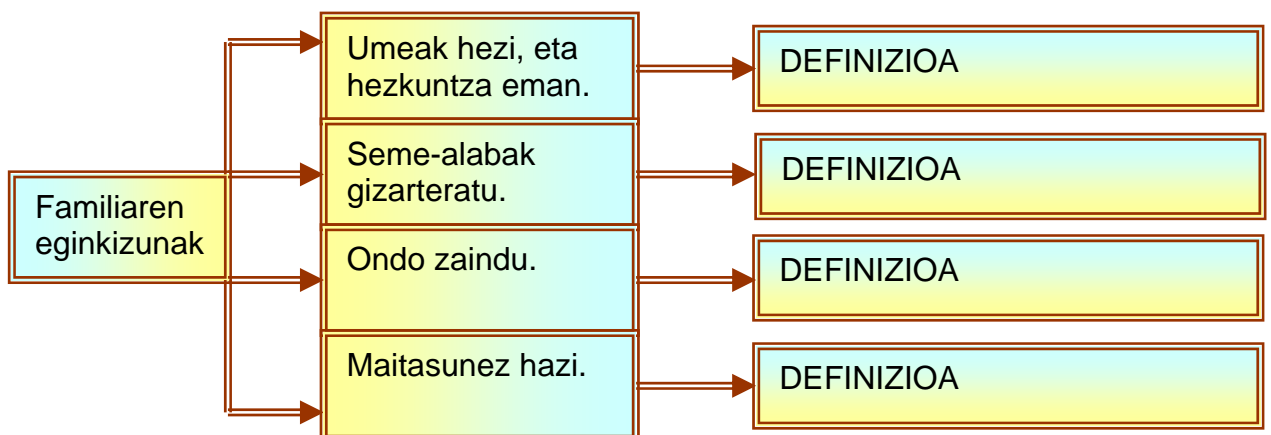 Familiaren
eginkizunak
Umeak hezi, eta
hezkuntza eman.
DEFINIZIOA
Seme-alabak
gizarteratu.
DEFINIZIOA
Ondo zaindu.
DEFINIZIOA
Maitasunez hazi.
DEFINIZIOA